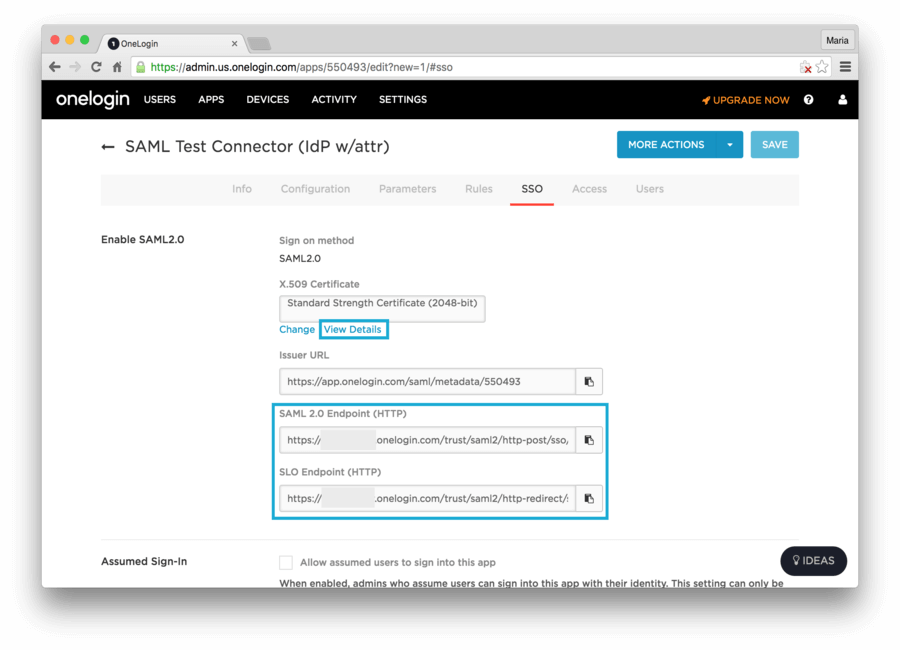 OneLogin
Maria
https://admin.us.onelogin.com/apps/550493/edit?new=1/#sso
onelogin USERS APPS DEVICES ACTIVITY SETTINGS UPGRADE NOW
SAML Test Connector (IdP w/attr) MORE ACTIONS SAVE
Info Configuration Parameters Rules SSO Access Users
Enable SAML2.0
Sign on method
SAML2.0
X.509 Certificate
Standard Strength Certificate (2048-bit)
Change View Details
Issuer URL
https://app.onelogin.com/saml/metadata/550493
SAML 2.0 Endpoint (HTTP)
https:// .onelogin.com/trust/saml2/http-post/sso/
SLO Endpoint (HTTP)
https:// .onelogin.com/trust/saml2/http-redirect/
Assumed Sign-In
Allow assumed users to sign into this app
IDEAS
When enabled, admins who assume users can sign into this app with their identity. This setting can only be